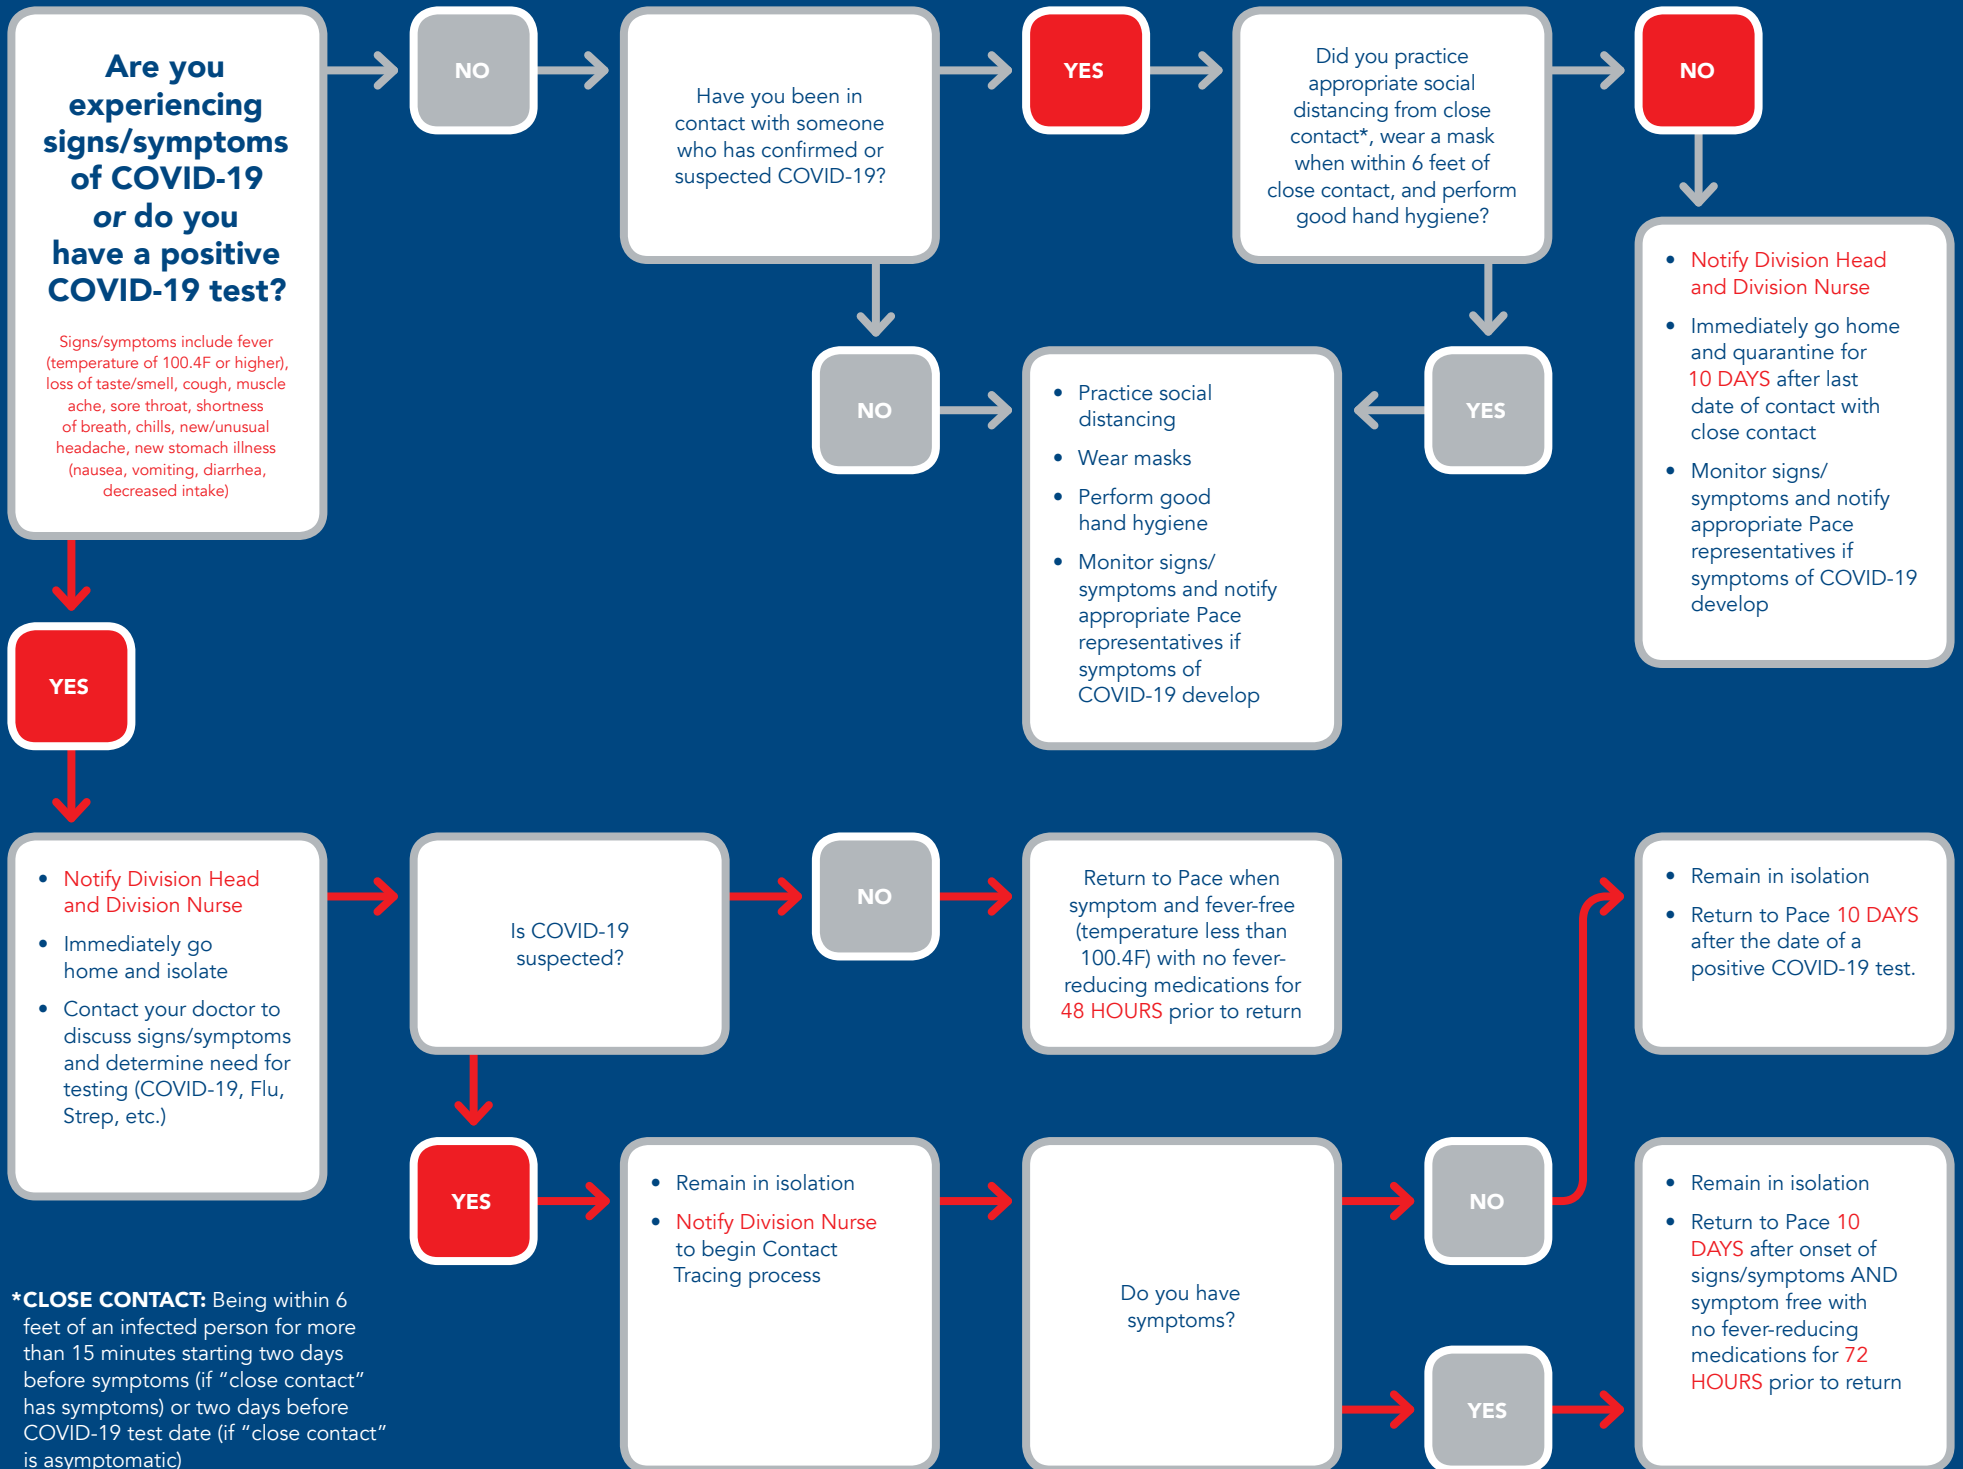 Are you
experiencing
signs/symptoms
of COVID-19
or do you
have a positive
COVID-19 test?
Signs/symptoms include fever
(temperature of 100.4F or higher),
loss of taste/smell, cough, muscle
ache, sore throat, shortness
of breath, chills, new/unusual
headache, new stomach illness
(nausea, vomiting, diarrhea,
decreased intake)
NO
Have you been in
contact with someone
who has confirmed or
suspected COVID-19?
YES
Did you practice
appropriate social
distancing from close
contact*, wear a mask
when within 6 feet of
close contact, and perform
good hand hygiene?
NO
• Notify Division Head
and Division Nurse
• Immediately go home
and quarantine for
10 DAYS after last
date of contact with
close contact
• Monitor signs/
symptoms and notify
appropriate Pace
representatives if
symptoms of COVID-19
develop
NO
• Practice social
distancing
• Wear masks
• Perform good
hand hygiene
• Monitor signs/
symptoms and notify
appropriate Pace
representatives if
symptoms of
COVID-19 develop
YES
YES
• Notify Division Head
and Division Nurse
• Immediately go
home and isolate
• Contact your doctor to
discuss signs/symptoms
and determine need for
testing (COVID-19, Flu,
Strep, etc.)
Is COVID-19
suspected?
NO
Return to Pace when
symptom and fever-free
(temperature less than
100.4F) with no fever-
reducing medications for
48 HOURS prior to return
• Remain in isolation
• Return to Pace 10 DAYS
after the date of a
positive COVID-19 test.
YES
• Remain in isolation
• Notify Division Nurse
to begin Contact
Tracing process
Do you have
symptoms?
NO
YES
• Remain in isolation
• Return to Pace 10
DAYS after onset of
signs/symptoms AND
symptom free with
no fever-reducing
medications for 72
HOURS prior to return
*CLOSE CONTACT: Being within 6
feet of an infected person for more
than 15 minutes starting two days
before symptoms (if “close contact”
has symptoms) or two days before
COVID-19 test date (if “close contact”
is asymptomatic)